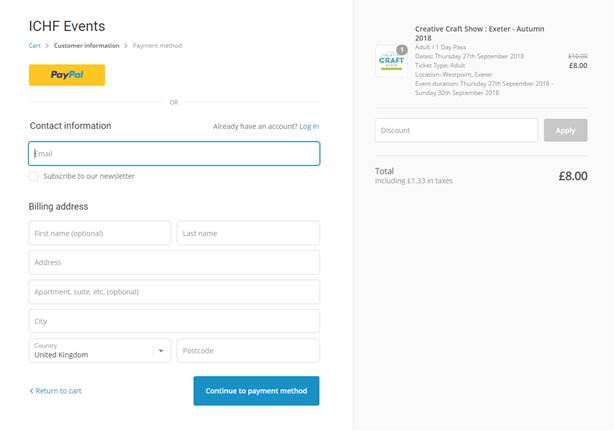 ICHF Events
Cart > Customer information > Payment method
PayPal
OR
Contact information
Already have an account? Log in
Email
Subscribe to our newsletter
Billing address
First name (optional)
Last name
Address
Apartment, suite, etc. (optional)
City
Country
United Kingdom
Postcode
< Return to cart
Continue to payment method
1
CRAFT
Creative Craft Show : Exeter - Autumn
2018
Adult / 1 Day Pass
Dates: Thursday 27th September 2018
Ticket Type: Adult
Location: Westpoint, Exeter
Event duration: Thursday 27th September 2018 -
Sunday 30th September 2018
£10.00
£8.00
Discount
Apply
Total
Including £1.33 in taxes
£8.00